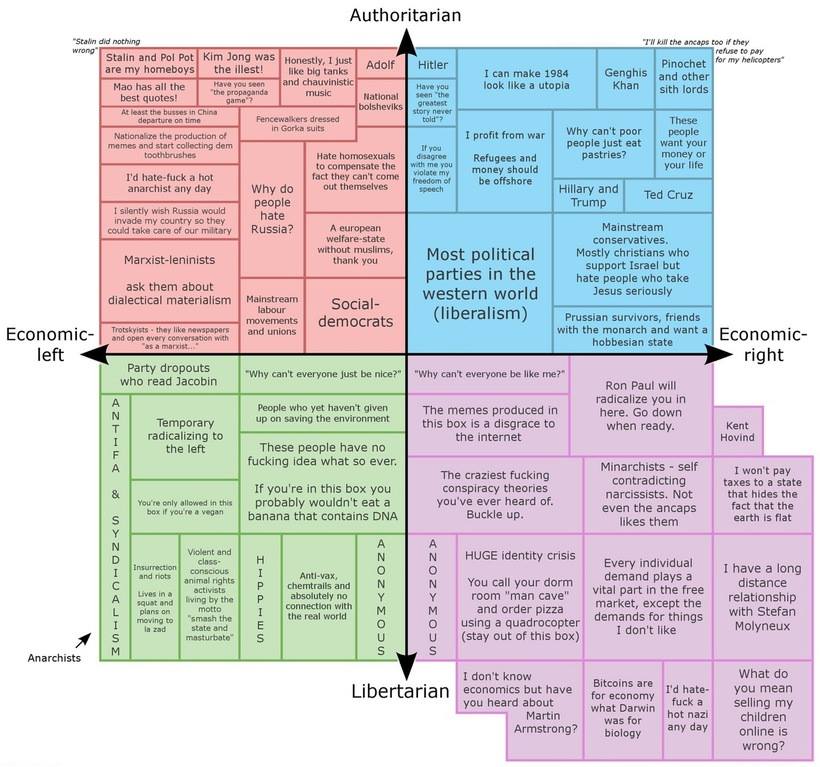 Authoritarian
"Stalin did nothing
wrong"
"I'll kill the ancaps too if they
refuse to pay
for my helicopters"
Stalin and Pol Pot
are my homeboys
Kim Jong was
the illest!
Honestly, I just
like big tanks
and chauvinistic
music
Adolf
Mao has all the
best quotes!
Have you seen
"the propaganda
game"?
National
bolsheviks
At least the busses in China
departure on time
Fencewalkers dressed
in Gorka suits
Nationalize the production of
memes and start collecting dem
toothbrushes
I'd hate-fuck a hot
anarchist any day
I silently wish Russia would
invade my country so they
could take care of our military
Why do
people
hate
Russia?
Hate homosexuals
to compensate the
fact they can't come
out themselves
A european
welfare-state
without muslims,
thank you
Marxist-leninists
ask them about
dialectical materialism
Mainstream
labour
movements
and unions
Social-
democrats
Trotskyists - they like newspapers
and open every conversation with
"as a marxist..."
Hitler
I can make 1984
look like a utopia
Genghis
Khan
Pinochet
and other
sith lords
Have you
seen "the
greatest
story never
told"?
If you
disagree
with me you
violate my
freedom of
speech
I profit from war
Refugees and
money should
be offshore
Why can't poor
people just eat
pastries?
These
people
want your
money or
your life
Hillary and
Trump
Ted Cruz
Most political
parties in the
western world
(liberalism)
Mainstream
conservatives.
Mostly christians who
support Israel but
hate people who take
Jesus seriously
Prussian survivors, friends
with the monarch and want a
hobbesian state
Economic-
left
Economic-
right
Party dropouts
who read Jacobin
"Why can't everyone just be nice?"
ANTIFA & SYNDICALISM
Temporary
radicalizing to
the left
People who yet haven't given
up on saving the environment
These people have no
fucking idea what so ever.
If you're in this box you
probably wouldn't eat a
banana that contains DNA
You're only allowed in this
box if you're a vegan
Insurrection
and riots
Lives in a
squat and
plans on
moving to
la zad
Violent and
class-
conscious
animal rights
activists
living by the
motto
"smash the
state and
masturbate"
HIPPIES
Anti-vax,
chemtrails and
absolutely no
connection with
the real world
ANONYMOUS
Anarchists
"Why can't everyone be like me?"
Ron Paul will
radicalize you in
here. Go down
when ready.
The memes produced in
this box is a disgrace to
the internet
Kent
Hovind
The craziest fucking
conspiracy theories
you've ever heard of.
Buckle up.
Minarchists - self
contradicting
narcissists. Not
even the ancaps
likes them
I won't pay
taxes to a state
that hides the
fact that the
earth is flat
ANONYMOUS
HUGE identity crisis
You call your dorm
room "man cave"
and order pizza
using a quadrocopter
(stay out of this box)
Every individual
demand plays a
vital part in the free
market, except the
demands for things
I don't like
I have a long
distance
relationship
with Stefan
Molyneux
Libertarian
I don't know
economics but have
you heard about
Martin
Armstrong?
Bitcoins are
for economy
what Darwin
was for
biology
I'd hate-
fuck a
hot nazi
any day
What do
you mean
selling my
children
online is
wrong?